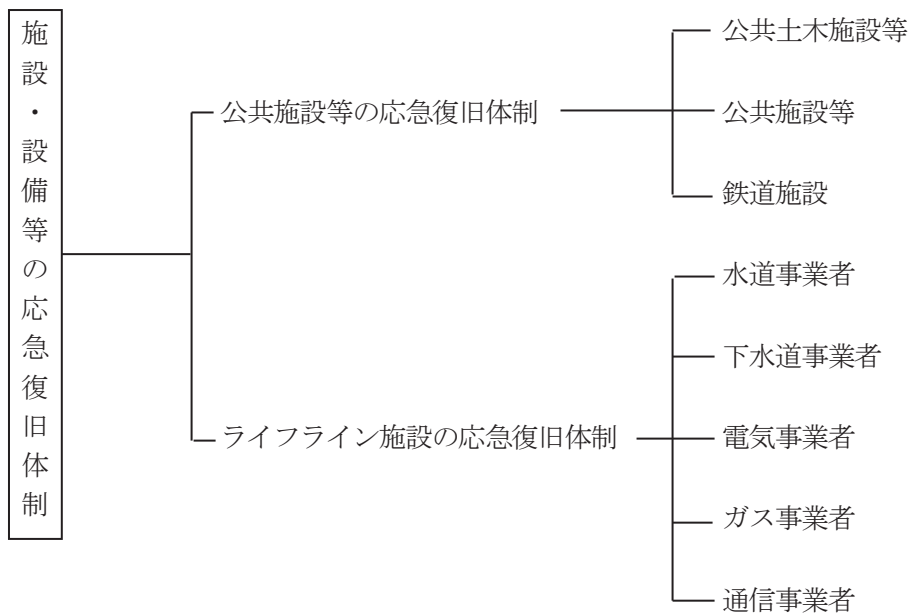 施設・設備等の応急復旧体制
公共施設等の応急復旧体制
公共土木施設等
公共施設等
鉄道施設
ライフライン施設の応急復旧体制
水道事業者
下水道事業者
電気事業者
ガス事業者
通信事業者